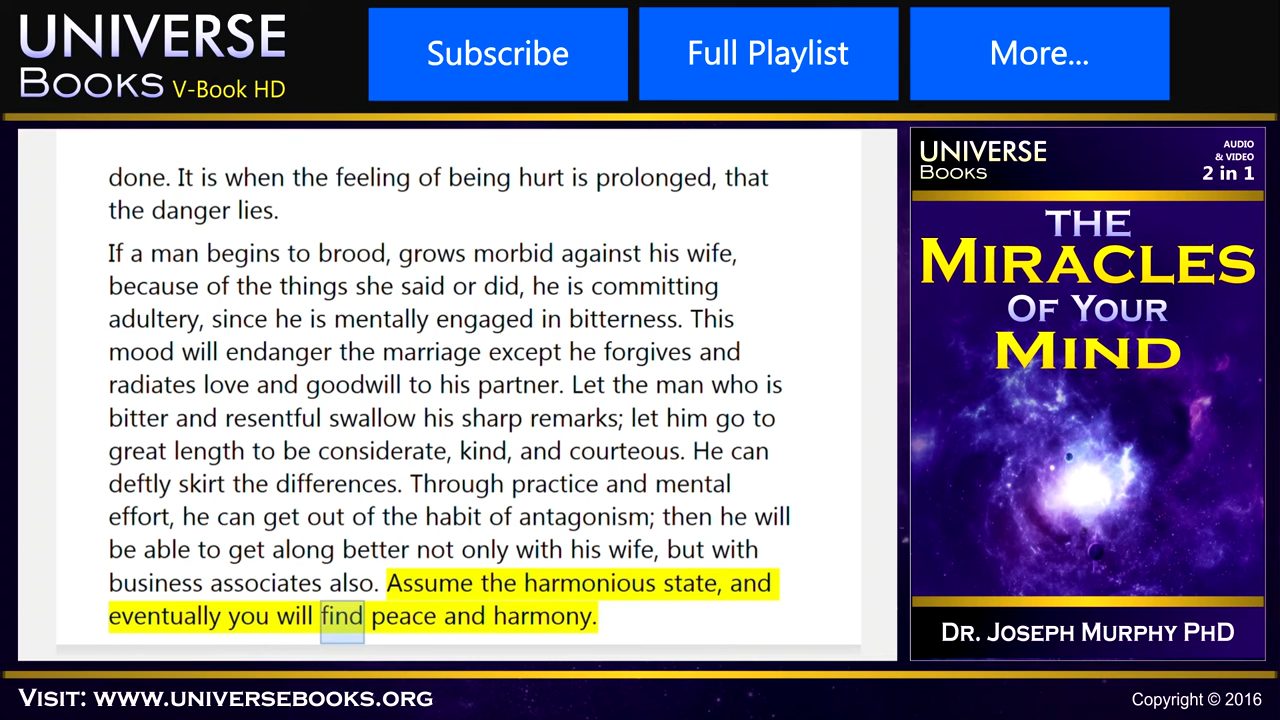 UNIVERSE
BOOKS V-Book HD
Subscribe
Full Playlist
More...
done. It is when the feeling of being hurt is prolonged, that
the danger lies.
If a man begins to brood, grows morbid against his wife,
because of the things she said or did, he is committing
adultery, since he is mentally engaged in bitterness. This
mood will endanger the marriage except he forgives and
radiates love and goodwill to his partner. Let the man who is
bitter and resentful swallow his sharp remarks; let him go to
great length to be considerate, kind, and courteous. He can
deftly skirt the differences. Through practice and mental
effort, he can get out of the habit of antagonism; then he will
be able to get along better not only with his wife, but with
business associates also. Assume the harmonious state, and
eventually you will find peace and harmony.
UNIVERSE
BOOKS
AUDIO
& VIDEO
2 in 1
THE
MIRACLES
OF YOUR
MIND
DR. JOSEPH MURPHY PHD
VISIT: WWW.UNIVERSEBOOKS.ORG
Copyright © 2016